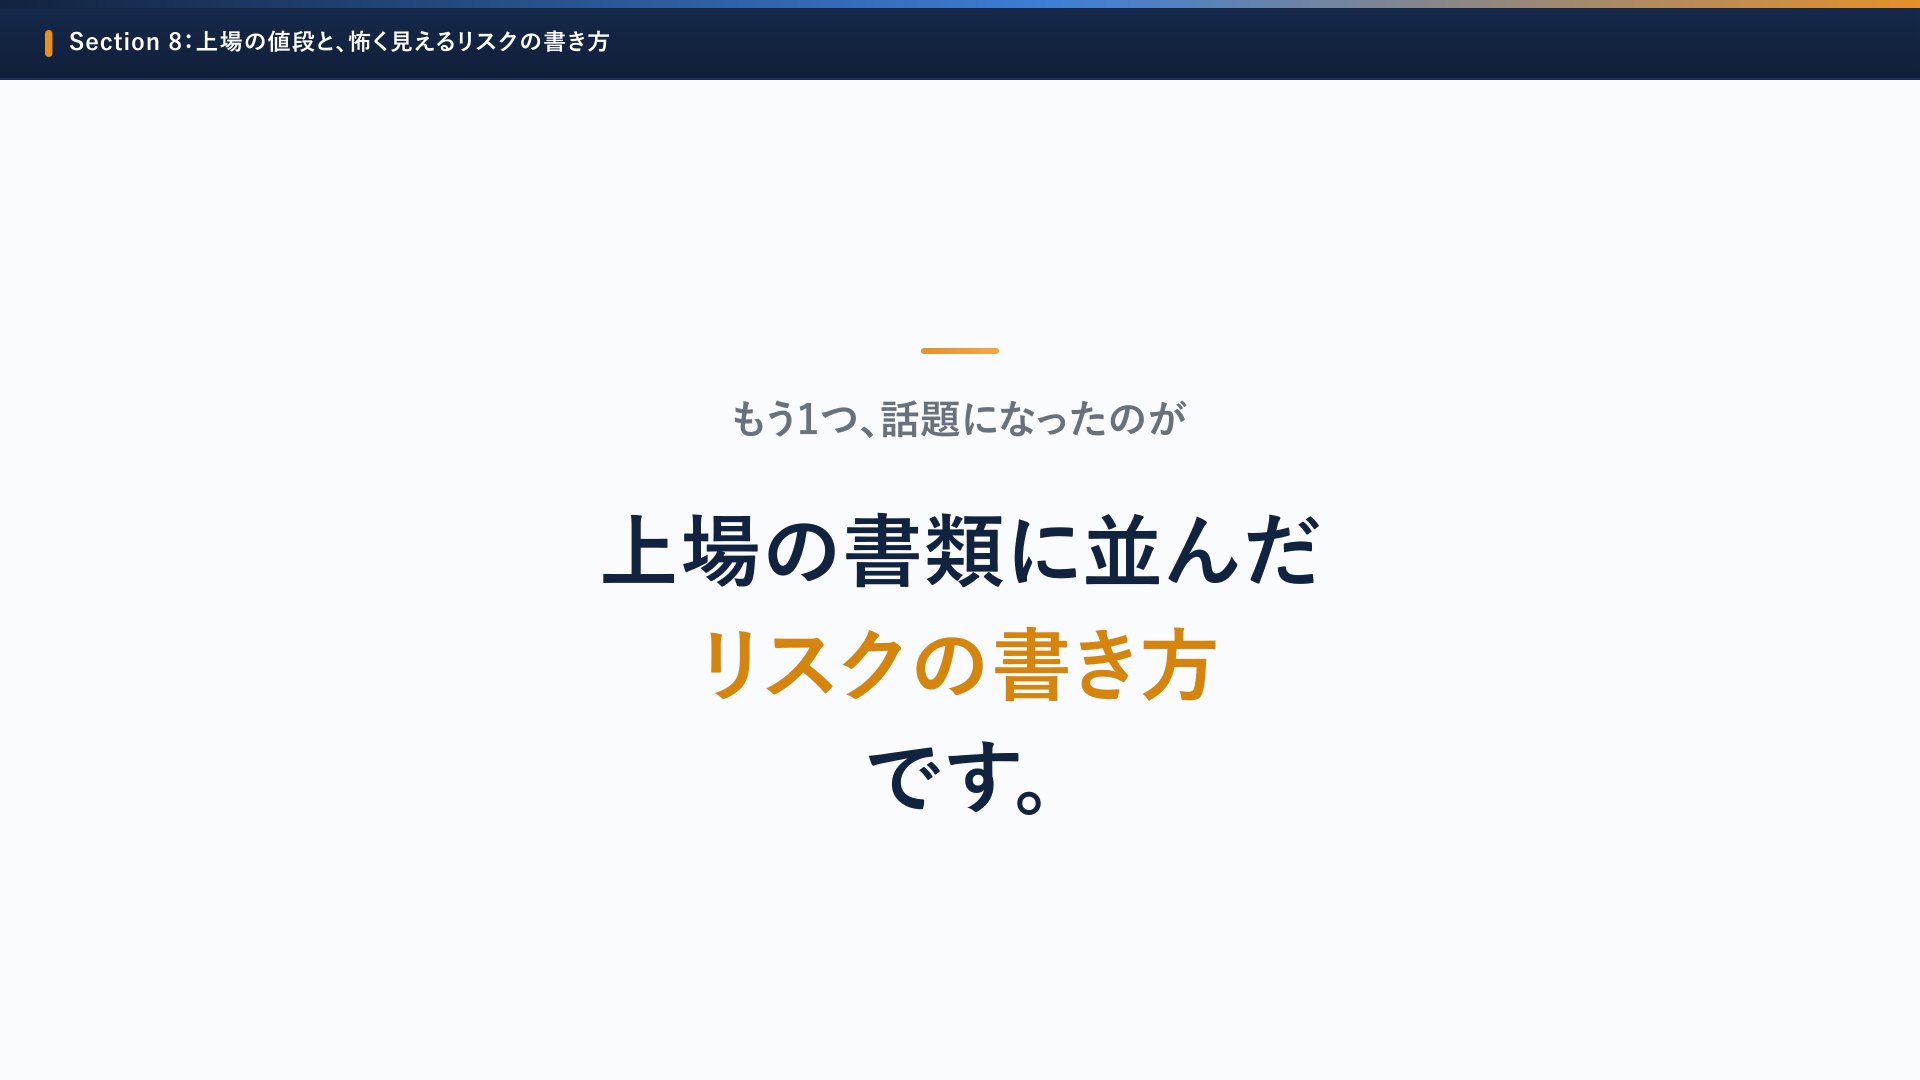 Section 8：上場の値段と、怖く見えるリスクの書き方
もう1つ、話題になったのが
上場の書類に並んだ
リスクの書き方
です。